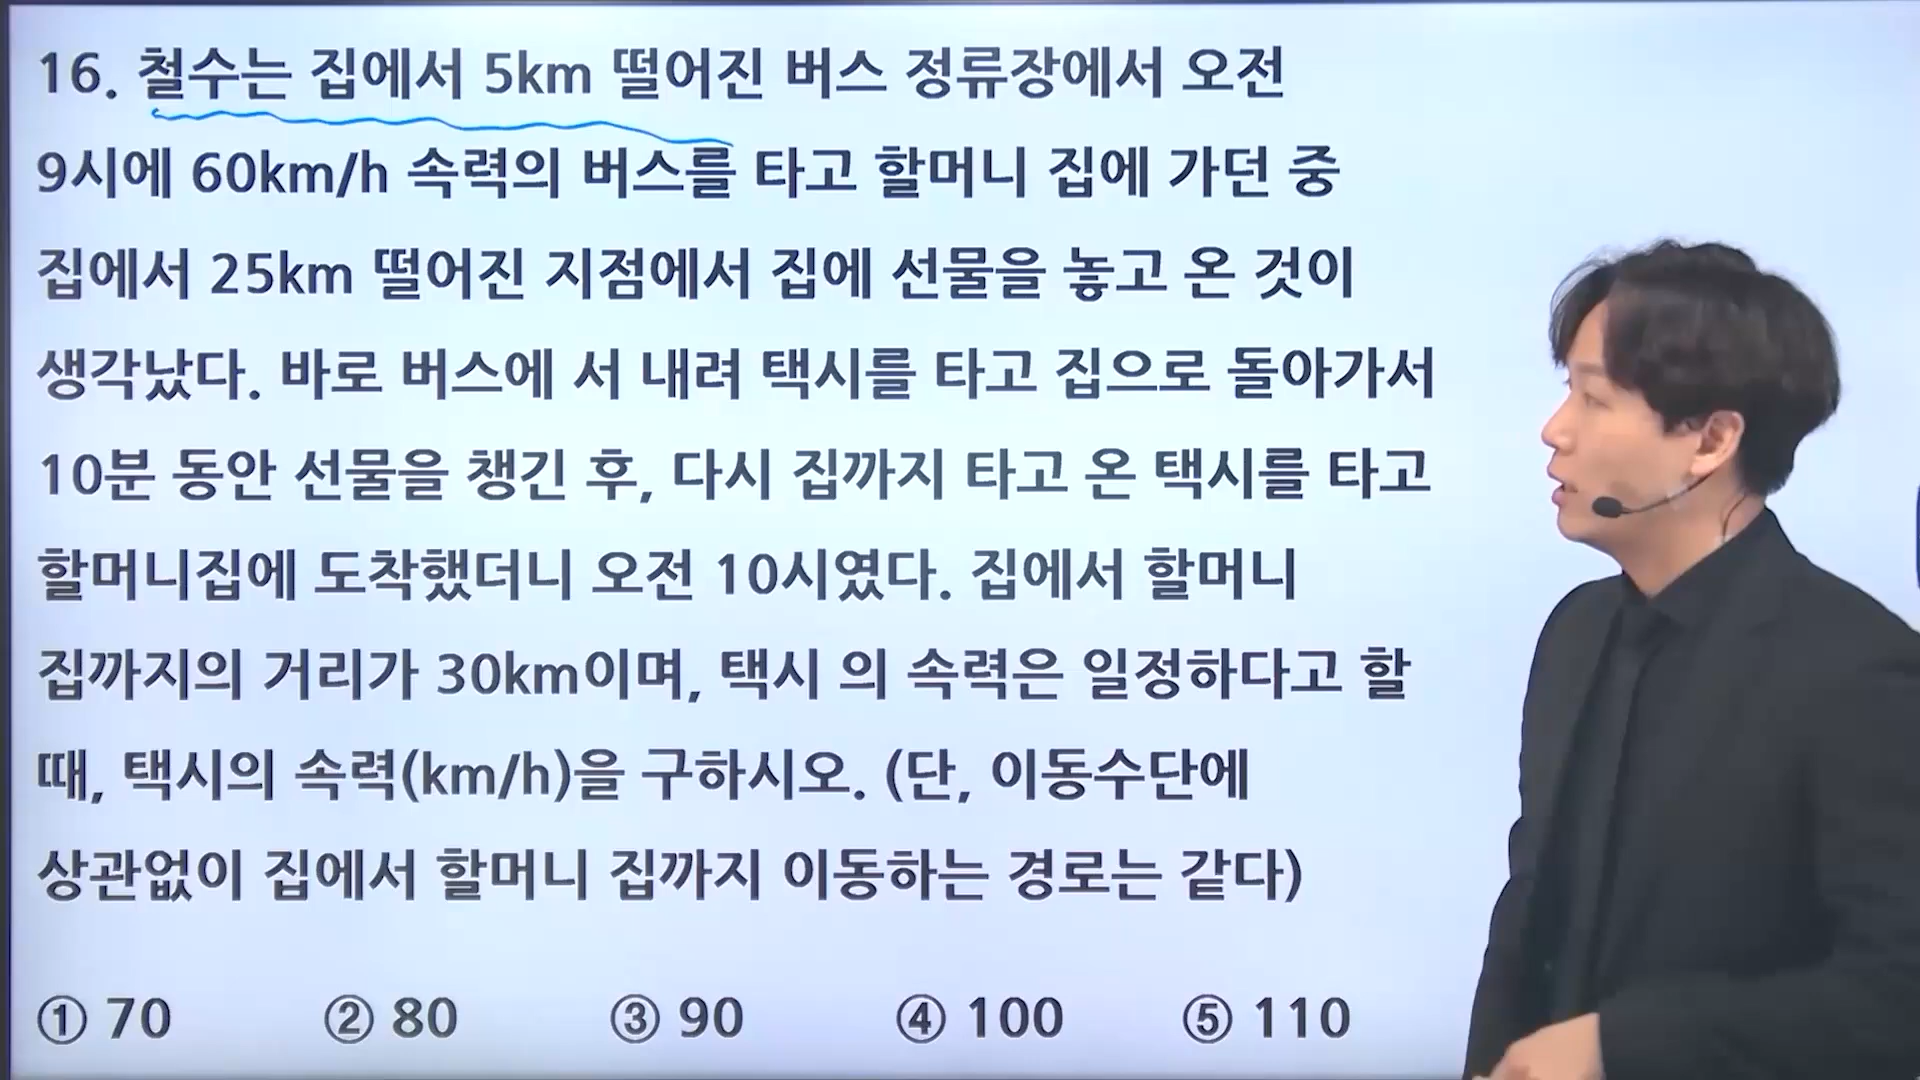 16. 철수는 집에서 5km 떨어진 버스 정류장에서 오전
9시에 60km/h 속력의 버스를 타고 할머니 집에 가던 중
집에서 25km 떨어진 지점에서 집에 선물을 놓고 온 것이
생각났다. 바로 버스에 서 내려 택시를 타고 집으로 돌아가서
10분 동안 선물을 챙긴 후, 다시 집까지 타고 온 택시를 타고
할머니집에 도착했더니 오전 10시였다. 집에서 할머니
집까지의 거리가 30km이며, 택시 의 속력은 일정하다고 할
때, 택시의 속력(km/h)을 구하시오. (단, 이동수단에
상관없이 집에서 할머니 집까지 이동하는 경로는 같다)
① 70 ② 80 ③ 90 ④ 100 ⑤ 110